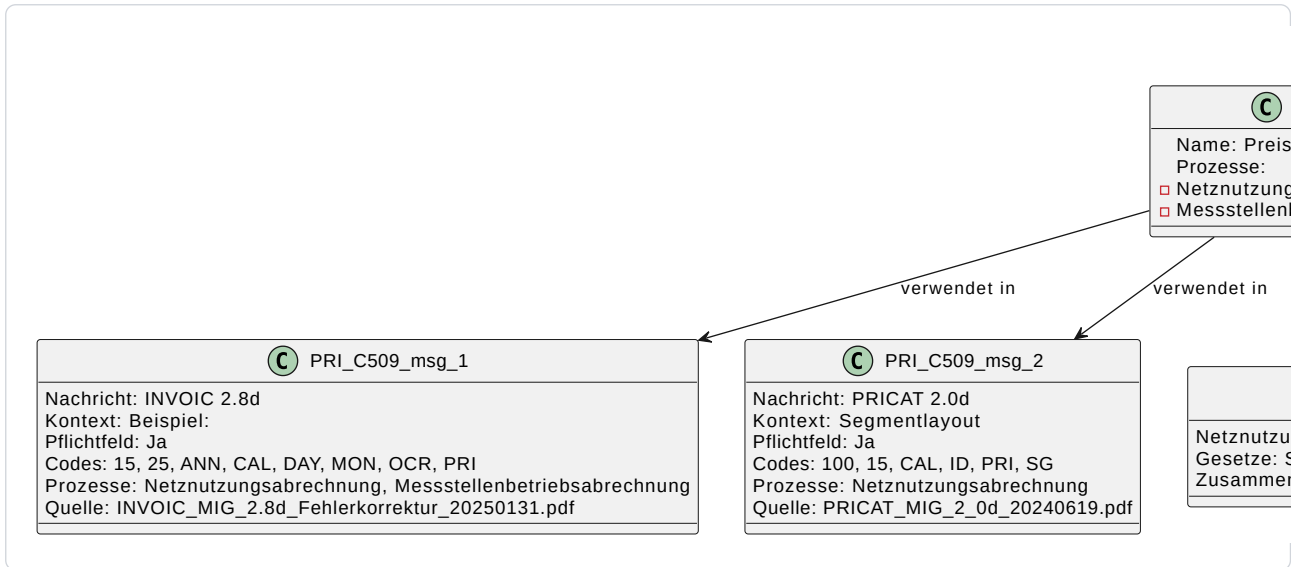 C
Name: Preis
Prozesse:
Netznutzung
Messstellen
verwendet in
verwendet in
C PRI_C509_msg_1
Nachricht: INVOIC 2.8d
Kontext: Beispiel:
Pflichtfeld: Ja
Codes: 15, 25, ANN, CAL, DAY, MON, OCR, PRI
Prozesse: Netznutzungsabrechnung, Messstellenbetriebsabrechnung
Quelle: INVOIC_MIG_2.8d_Fehlerkorrektur_20250131.pdf
C PRI_C509_msg_2
Nachricht: PRICAT 2.0d
Kontext: Segmentlayout
Pflichtfeld: Ja
Codes: 100, 15, CAL, ID, PRI, SG
Prozesse: Netznutzungsabrechnung
Quelle: PRICAT_MIG_2_0d_20240619.pdf
Netznutzu
Gesetze: S
Zusammen